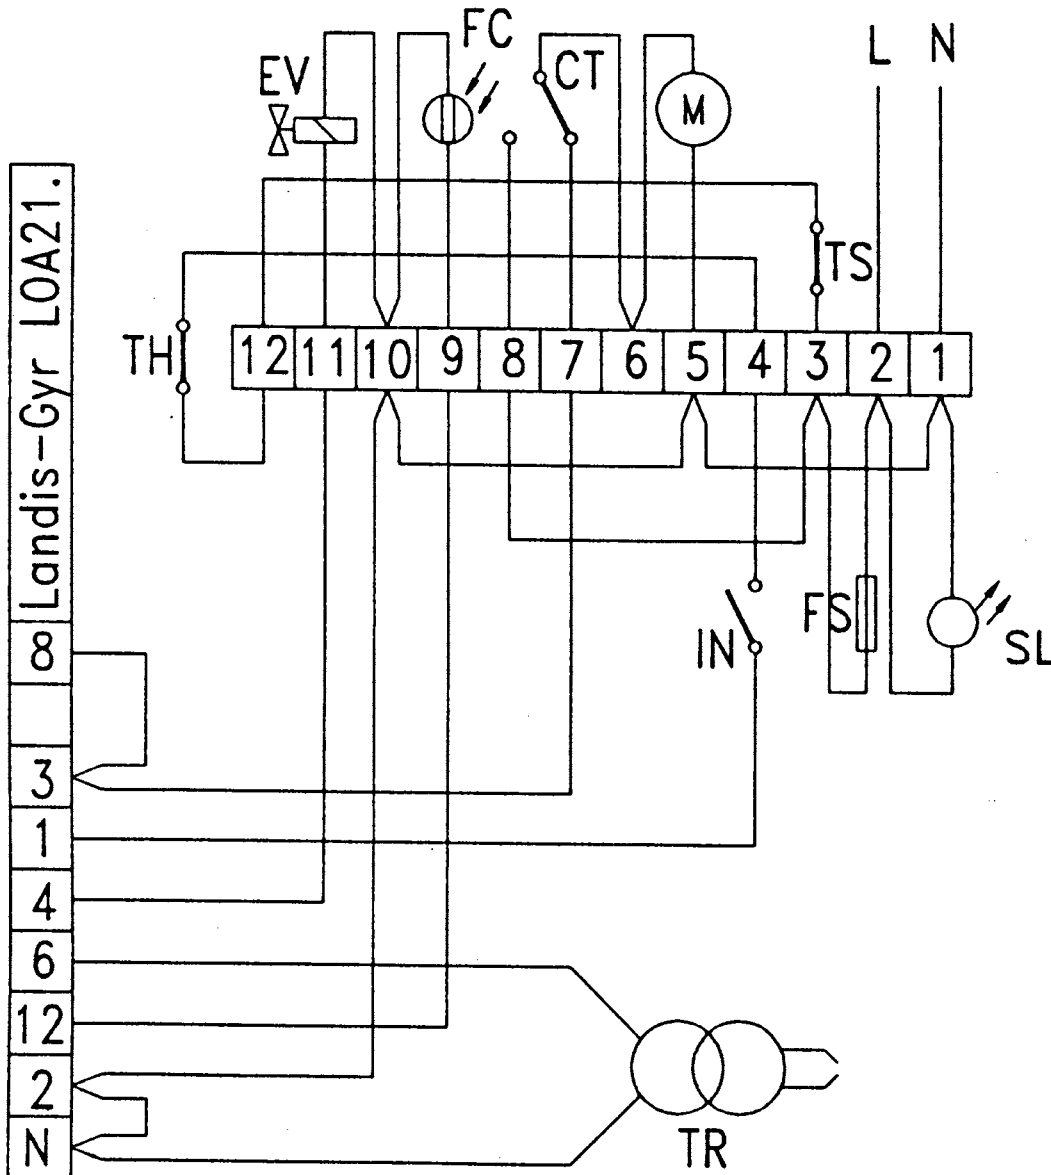 FC
L N
EV
CT
M
TS
TH
12 11 10 9 8 7 6 5 4 3 2 1
Landis-Gyr LOA21.
IN
FS
SL
8
3
1
4
6
12
2
N
TR